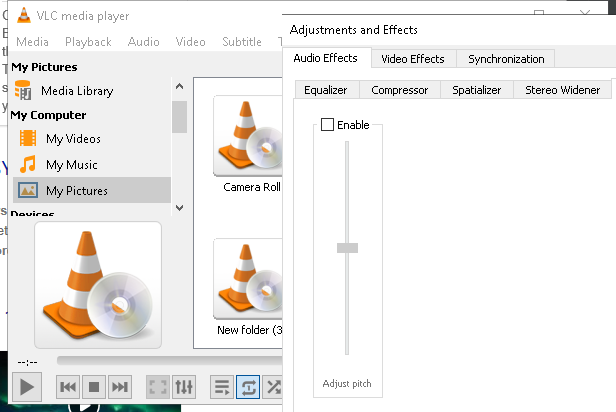 VLC media player
Media Playback Audio Video Subtitle
My Pictures
Media Library
My Computer
My Videos
My Music
My Pictures
Devices
Camera Roll
New folder (3
--:--
Adjustments and Effects
Audio Effects Video Effects Synchronization
Equalizer Compressor Spatializer Stereo Widener
Enable
Adjust pitch